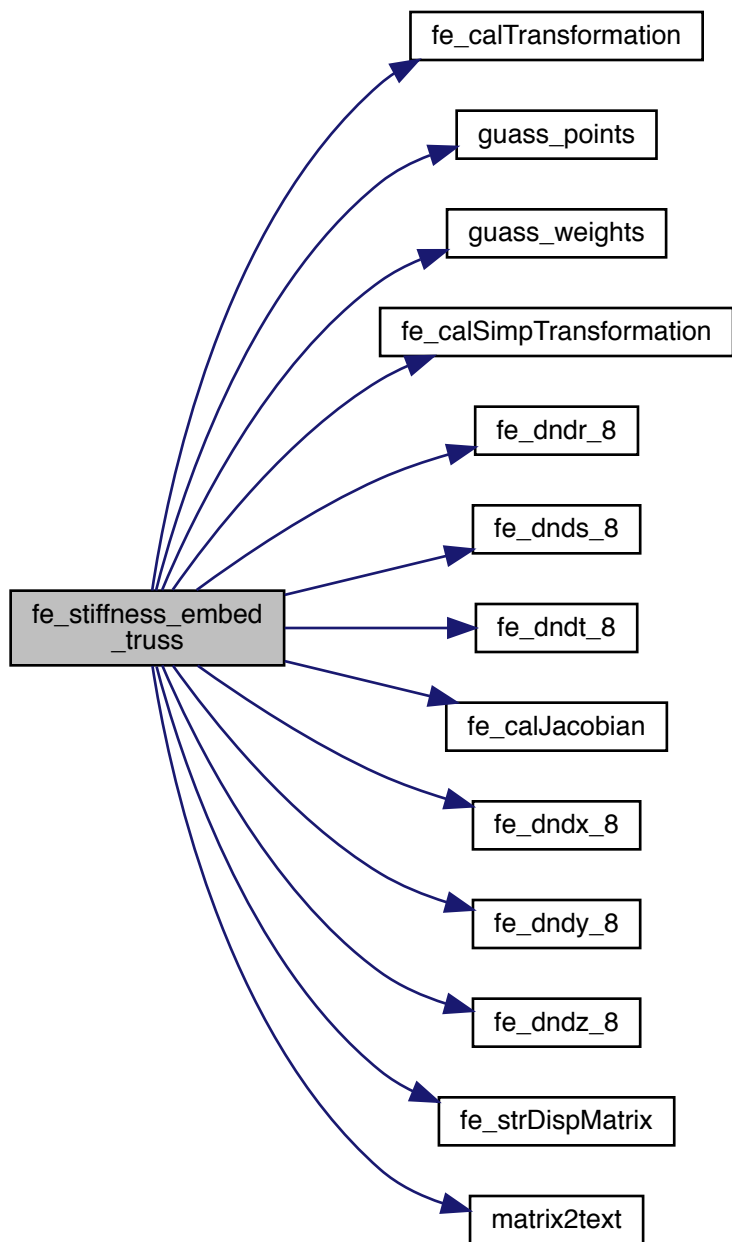 fe_calTransformation
guass_points
guass_weights
fe_calSimpTransformation
fe_dndr_8
fe_dnds_8
fe_stiffness_embed
_truss
fe_dndt_8
fe_calJacobian
fe_dndx_8
fe_dndy_8
fe_dndz_8
fe_strDispMatrix
matrix2text